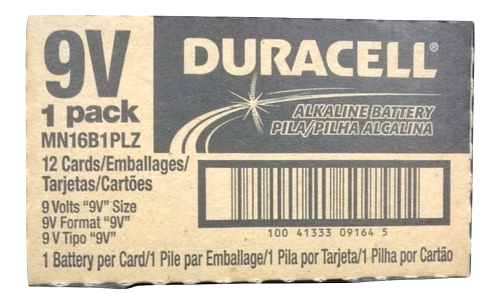 9V
1 pack
MN16B1PLZ
DURACELL®
ALKALINE BATTERY
PILA/PILHA ALCALINA
12 Cards/Emballages/
Tarjetas/Cartões
9 Volts "9V" Size
9V Format "9V"
9V Tipo "9V"
100 41333 09164 5
1 Battery per Card/1 Pile par Emballage/1 Pila por Tarjeta/1 Pilha por Cartão